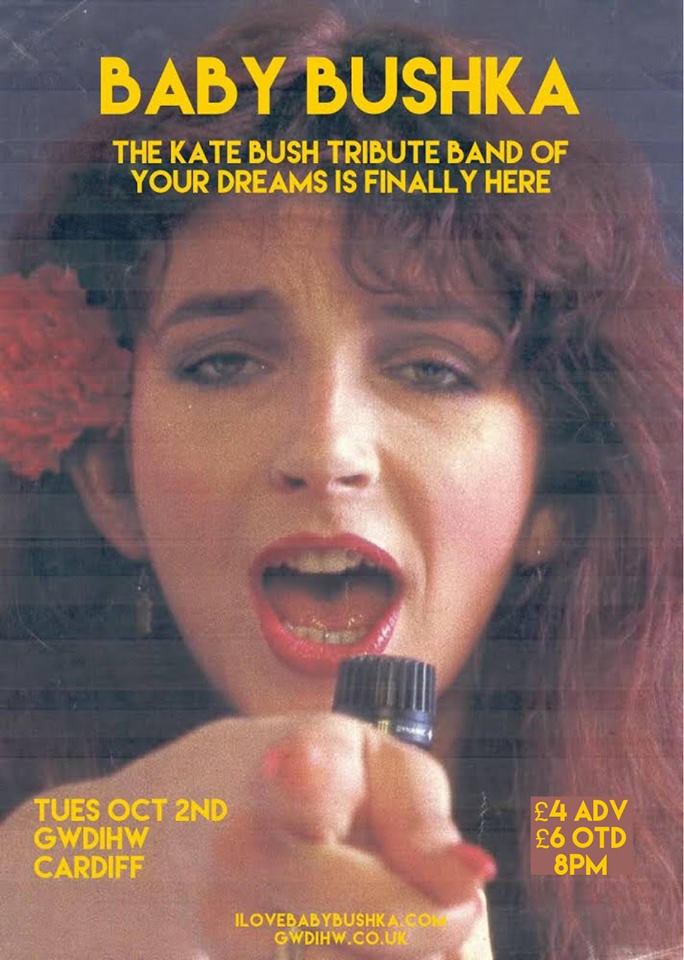 BABY BUSHKA
THE KATE BUSH TRIBUTE BAND OF
YOUR DREAMS IS FINALLY HERE
TUES OCT 2ND
GWDIHW
CARDIFF
£4 ADV
£6 OTD
8PM
ILOVEBABYBUSHKA.COM
GWDIHW.CO.UK